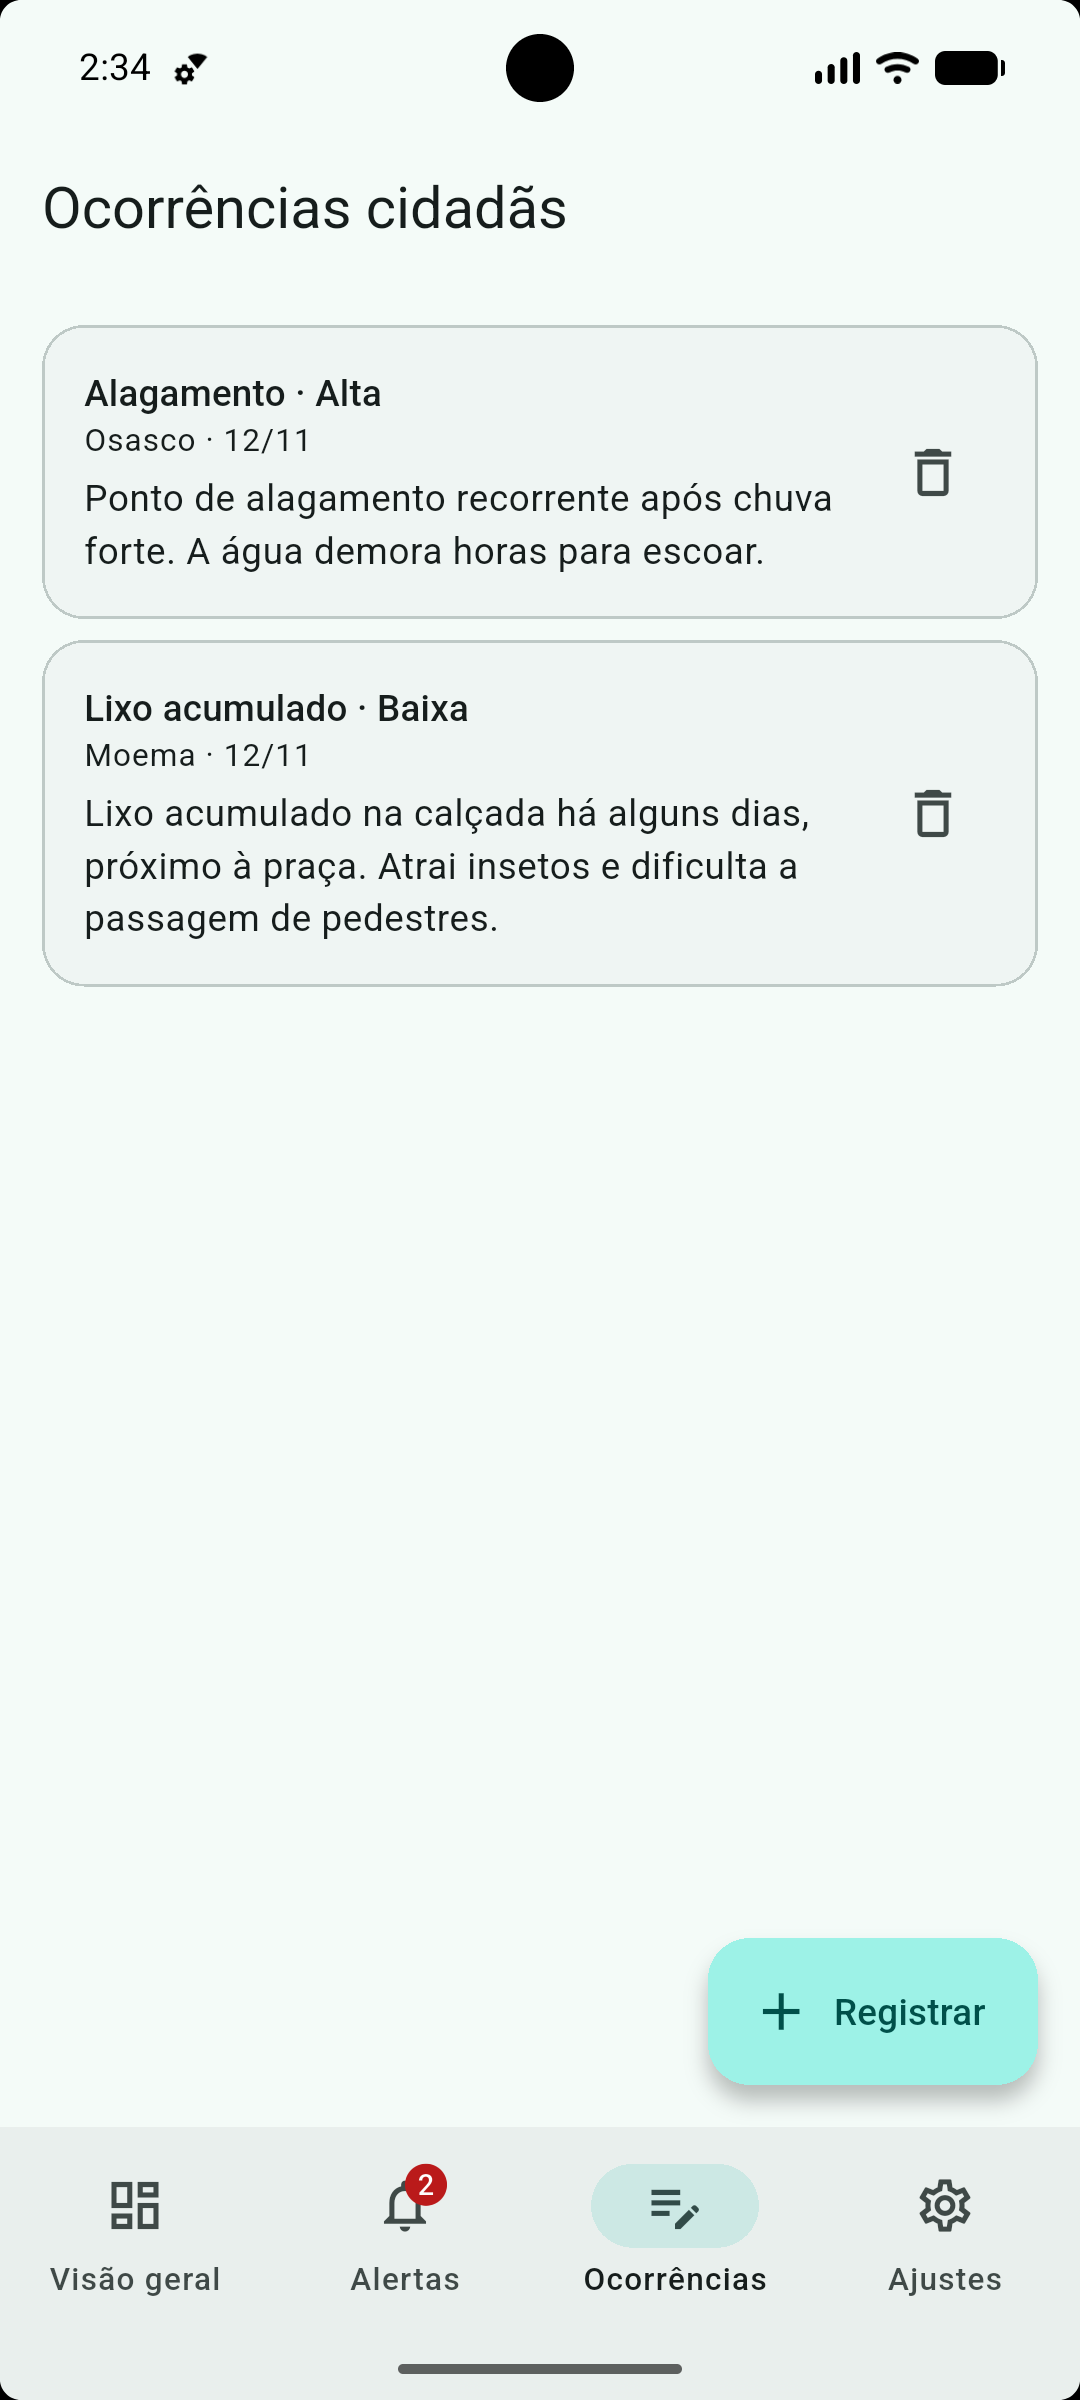 2:34
Ocorrências cidadãs
Alagamento · Alta
Osasco · 12/11
Ponto de alagamento recorrente após chuva
forte. A água demora horas para escoar.
Lixo acumulado · Baixa
Moema · 12/11
Lixo acumulado na calçada há alguns dias,
próximo à praça. Atrai insetos e dificulta a
passagem de pedestres.
Registrar
2
Visão geral
Alertas
Ocorrências
Ajustes